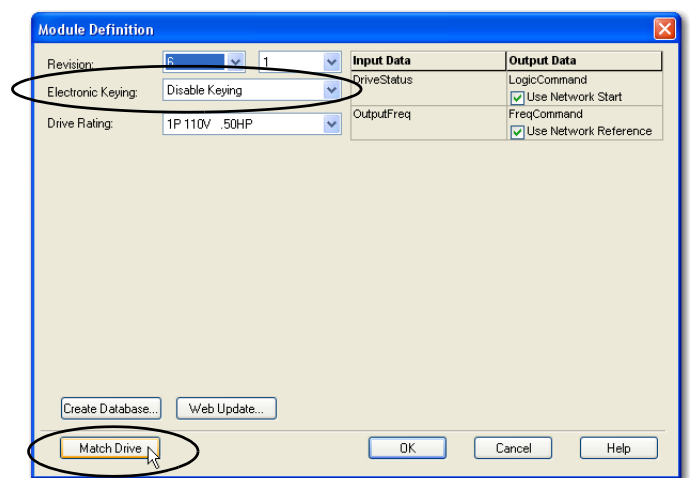 Module Definition
Revision: 6 1
Electronic Keying: Disable Keying
Drive Rating: 1P 110V .50HP
Input Data Output Data
DriveStatus LogicCommand
Use Network Start
OutputFreq FreqCommand
Use Network Reference
Create Database... Web Update...
Match Drive OK Cancel Help